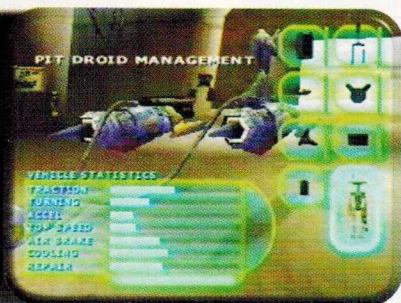 PIT DROID MANAGEMENT
VEHICLE STATISTICS
TRACTION
TURNING
ACCEL
TOP SPEED
AIR BRAKE
COOLING
REPAIR